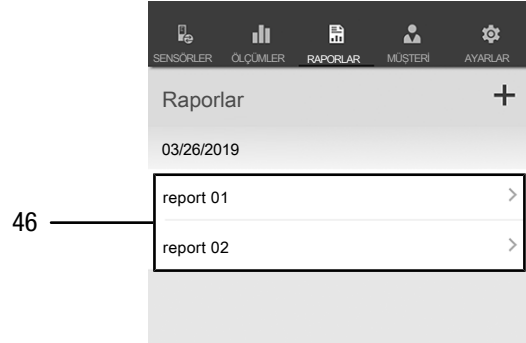 SENSÖRLER ÖLÇÜMLER RAPORLAR MÜŞTERİ AYARLAR
Raporlar +
03/26/2019
report 01
46
report 02